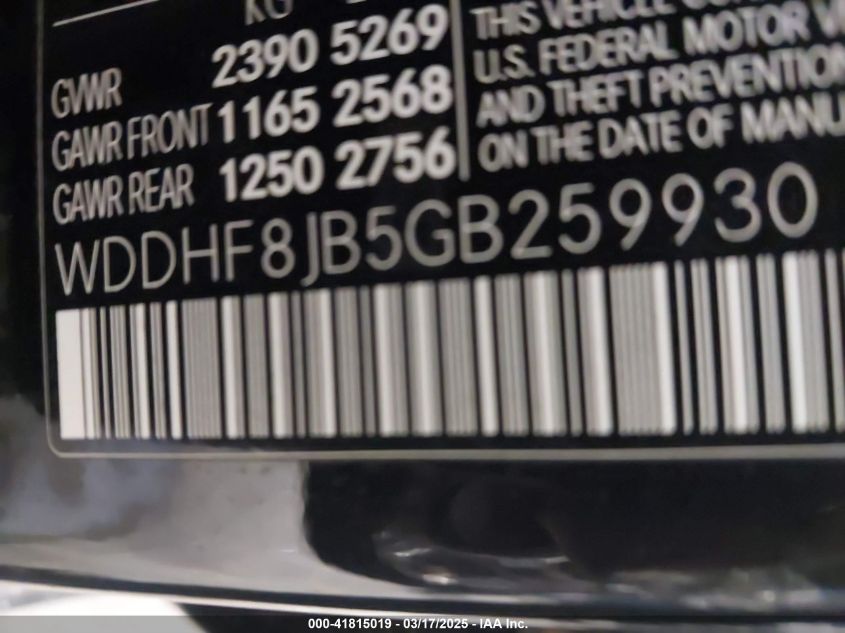 KG
GVWR 2390 5269
GAWR FRONT 1165 2568
GAWR REAR 1250 2756
THIS VEHICLE
U.S. FEDERAL MOTOR
AND THEFT PREVENTION
ON THE DATE OF
WDDHF8JB5GB259930
000-41815019 - 03/17/2025 - IAA Inc.